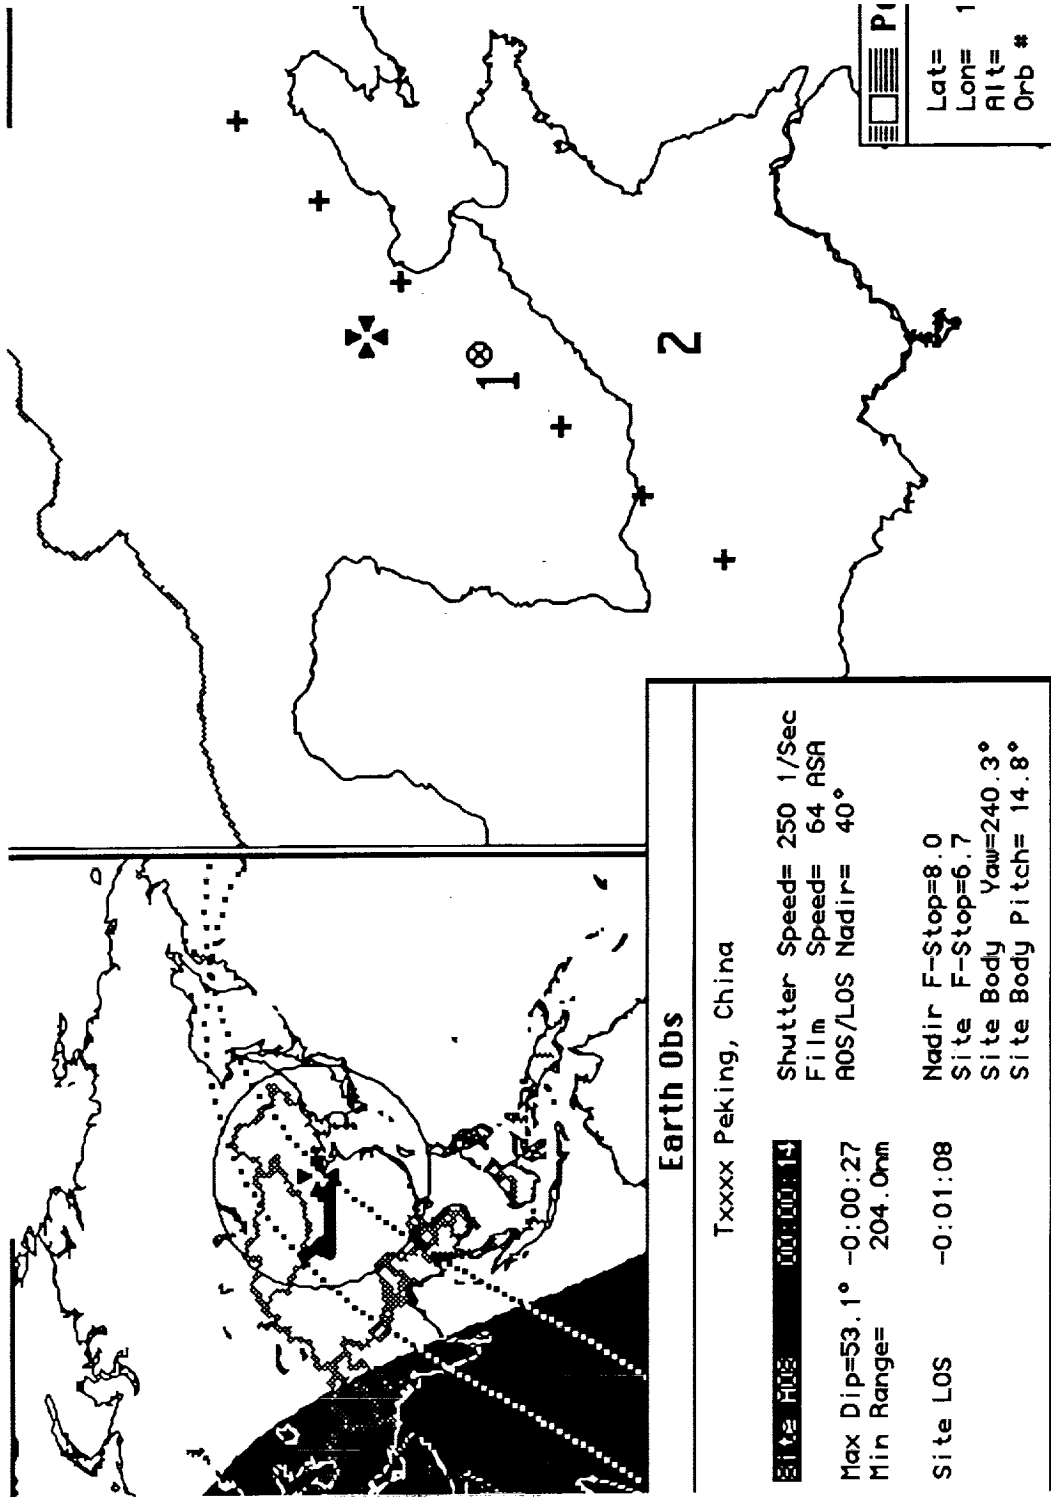 Pi
Lat=
Lon= 1
Alt=
Orb #
1
2
Earth Obs
Txxxx Peking, China
Site AOS 00:00:14
Max Dip=53.1° -0:00:27
Min Range= 204.0nm
Site LOS -0:01:08
Shutter Speed= 250 1/Sec
Film Speed= 64 ASA
AOS/LOS Nadir= 40°
Nadir F-Stop=8.0
Site F-Stop=6.7
Site Body Yaw=240.3°
Site Body Pitch= 14.8°